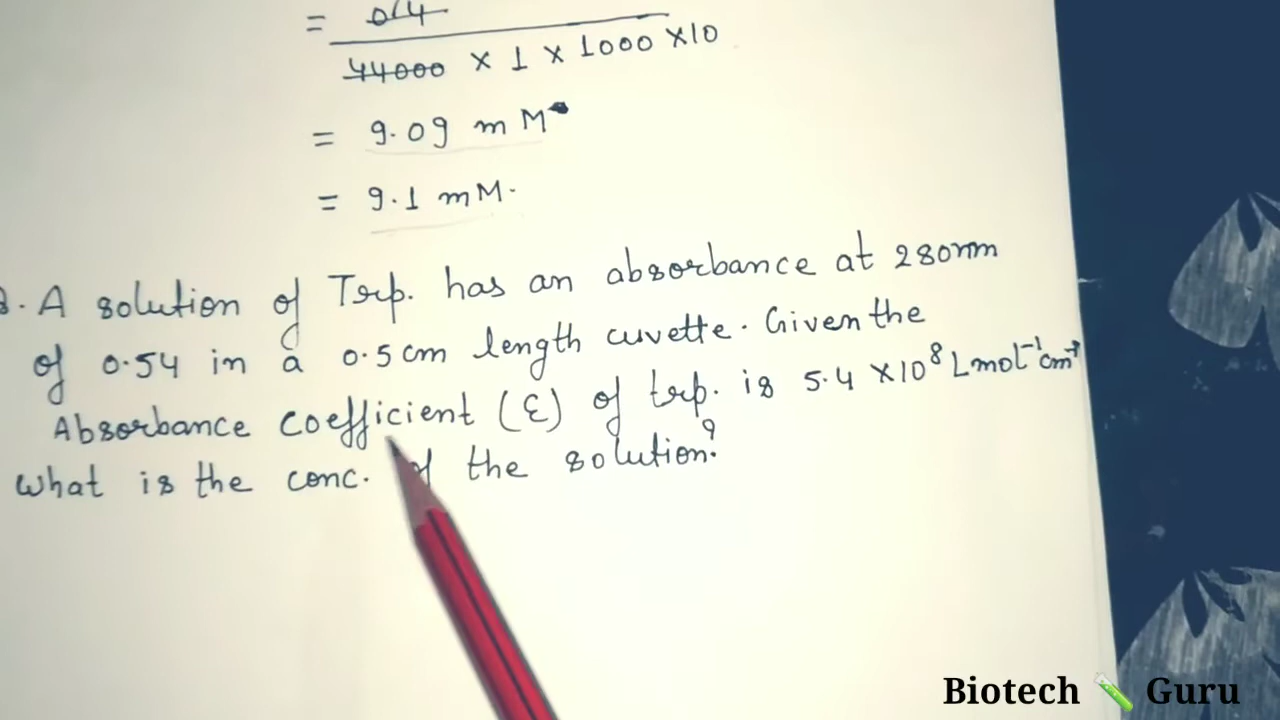 = 0.4
44000 × 1 × 1000 ×10
= 9.09 m M
= 9.1 mM.
3. A solution of Trp. has an absorbance at 280nm
of 0.54 in a 0.5cm length cuvette. Given the
Absorbance coefficient (ε) of trp. is 5.4 ×10⁸ L mol⁻¹ cm⁻¹
what is the conc. of the solution?
Biotech Guru